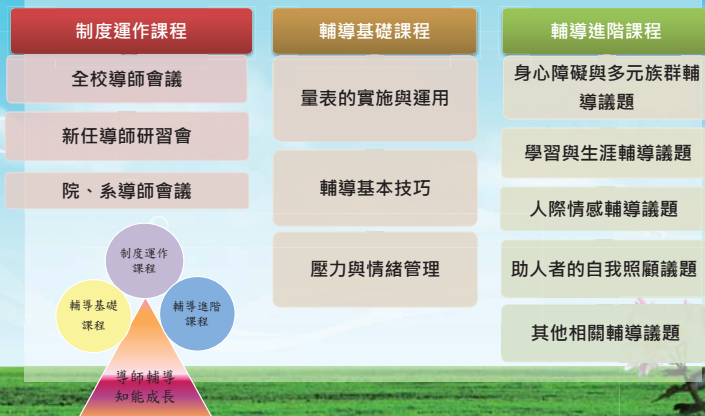 制度運作課程
全校導師會議
新任導師研習會
院、系導師會議
輔導基礎課程
量表的實施與運用
輔導基本技巧
壓力與情緒管理
輔導進階課程
身心障礙與多元族群輔
導議題
學習與生涯輔導議題
人際情感輔導議題
助人者的自我照顧議題
其他相關輔導議題
制度運作
課程
輔導基礎
課程
輔導進階
課程
導師輔導
知能成長